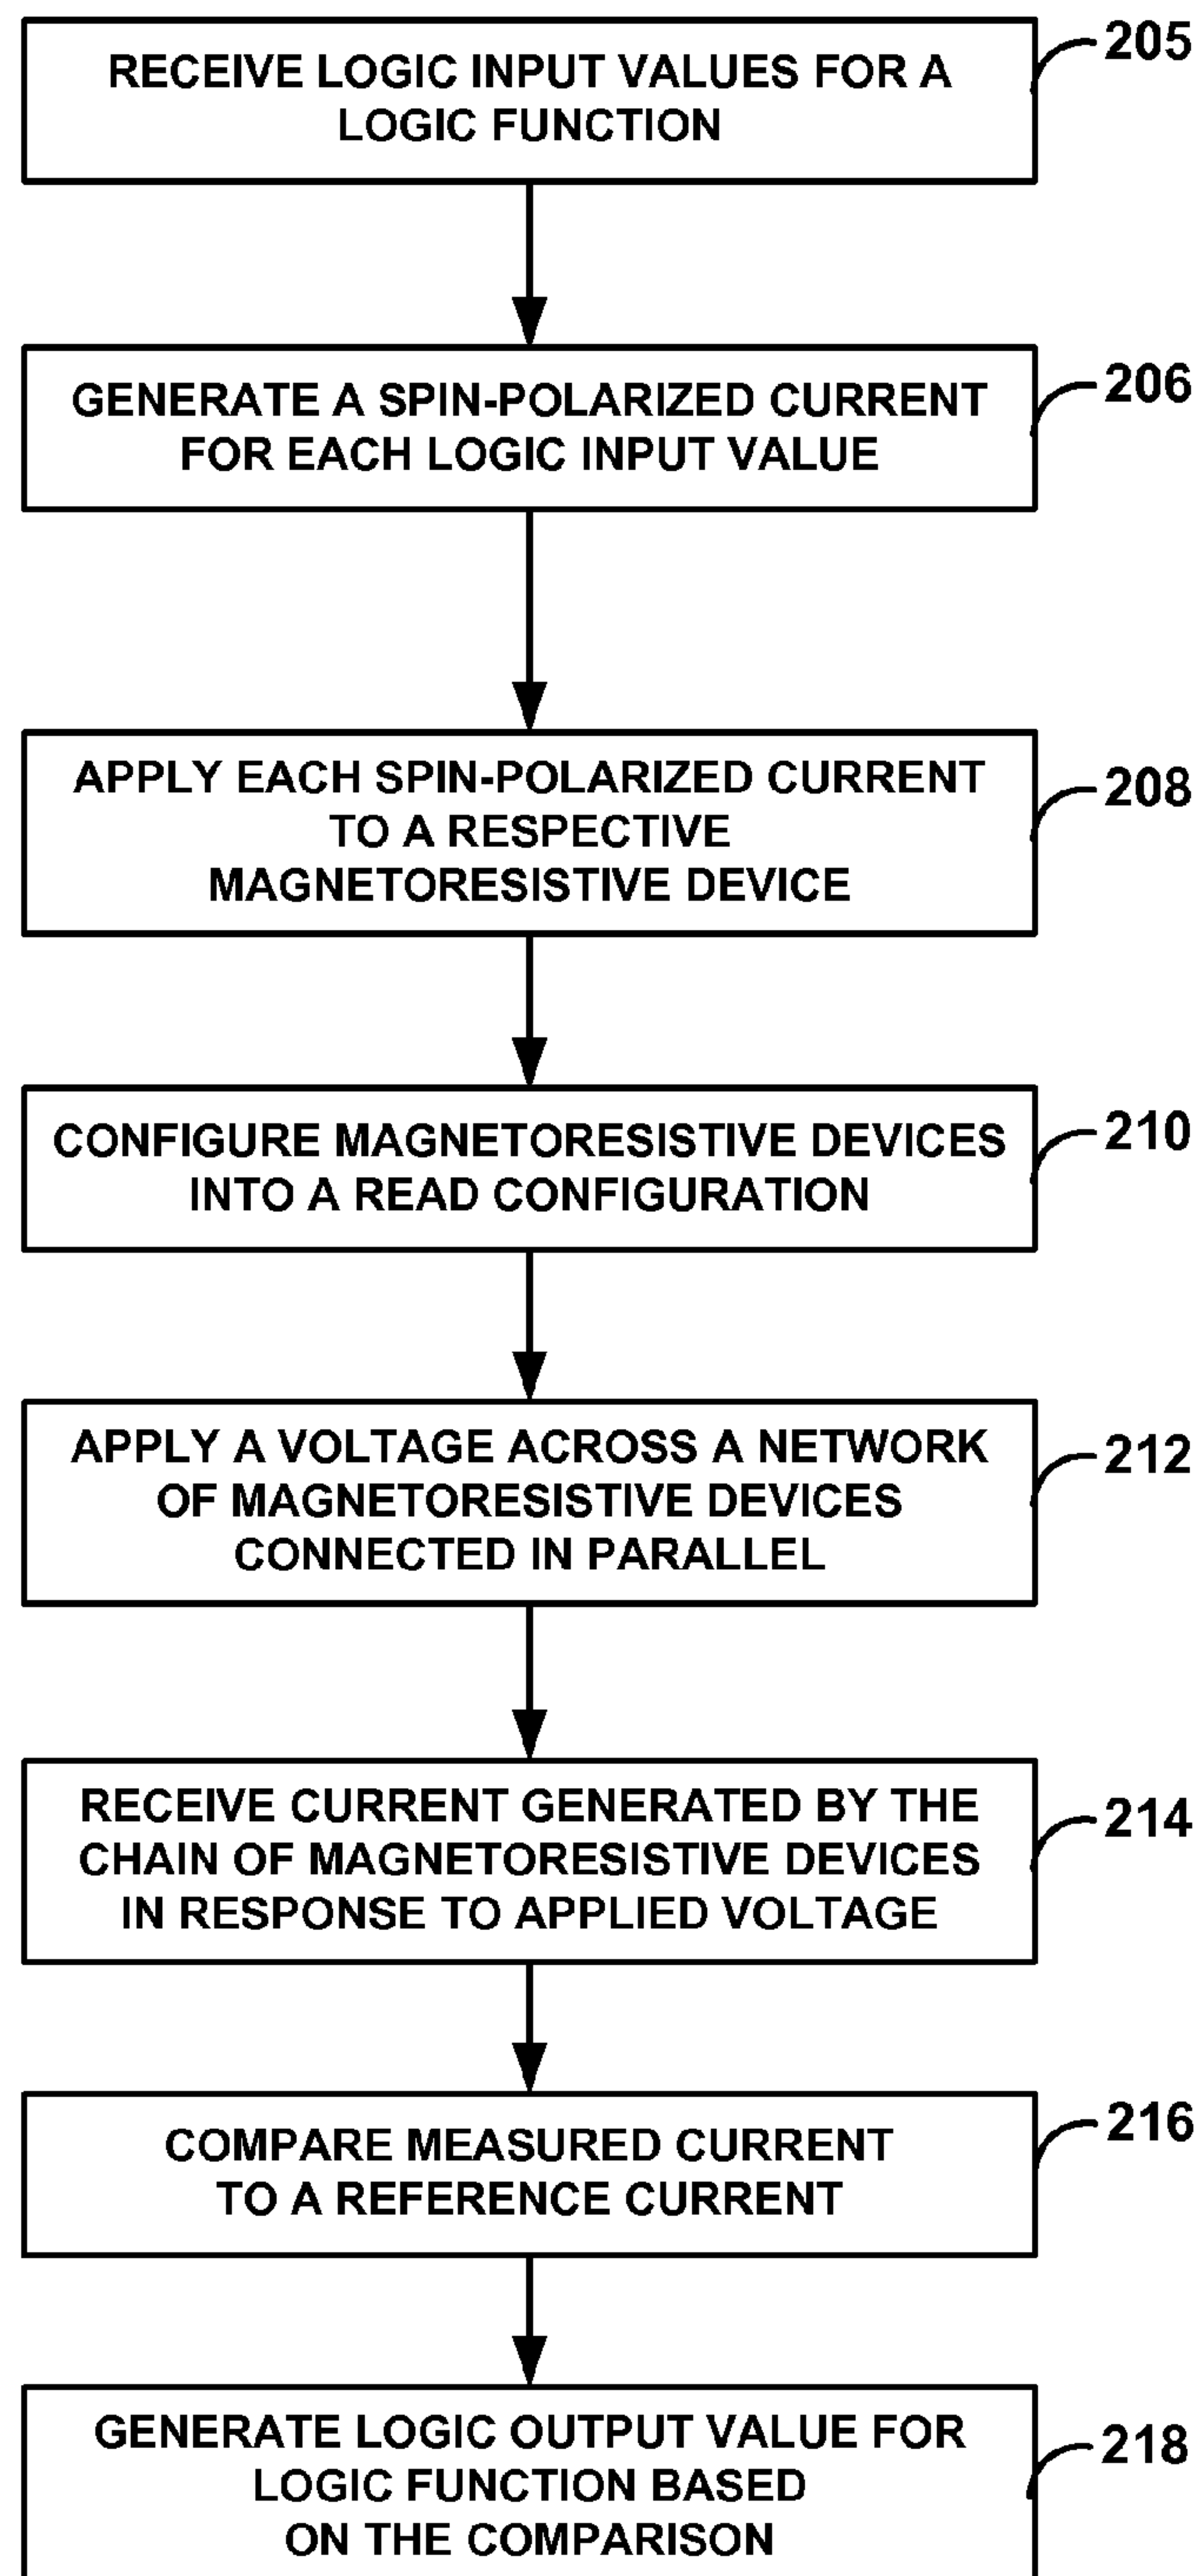 RECEIVE LOGIC INPUT VALUES FOR A
LOGIC FUNCTION
205
GENERATE A SPIN-POLARIZED CURRENT
FOR EACH LOGIC INPUT VALUE
206
APPLY EACH SPIN-POLARIZED CURRENT
TO A RESPECTIVE
MAGNETORESISTIVE DEVICE
208
CONFIGURE MAGNETORESISTIVE DEVICES
INTO A READ CONFIGURATION
210
APPLY A VOLTAGE ACROSS A NETWORK
OF MAGNETORESISTIVE DEVICES
CONNECTED IN PARALLEL
212
RECEIVE CURRENT GENERATED BY THE
CHAIN OF MAGNETORESISTIVE DEVICES
IN RESPONSE TO APPLIED VOLTAGE
214
COMPARE MEASURED CURRENT
TO A REFERENCE CURRENT
216
GENERATE LOGIC OUTPUT VALUE FOR
LOGIC FUNCTION BASED
ON THE COMPARISON
218